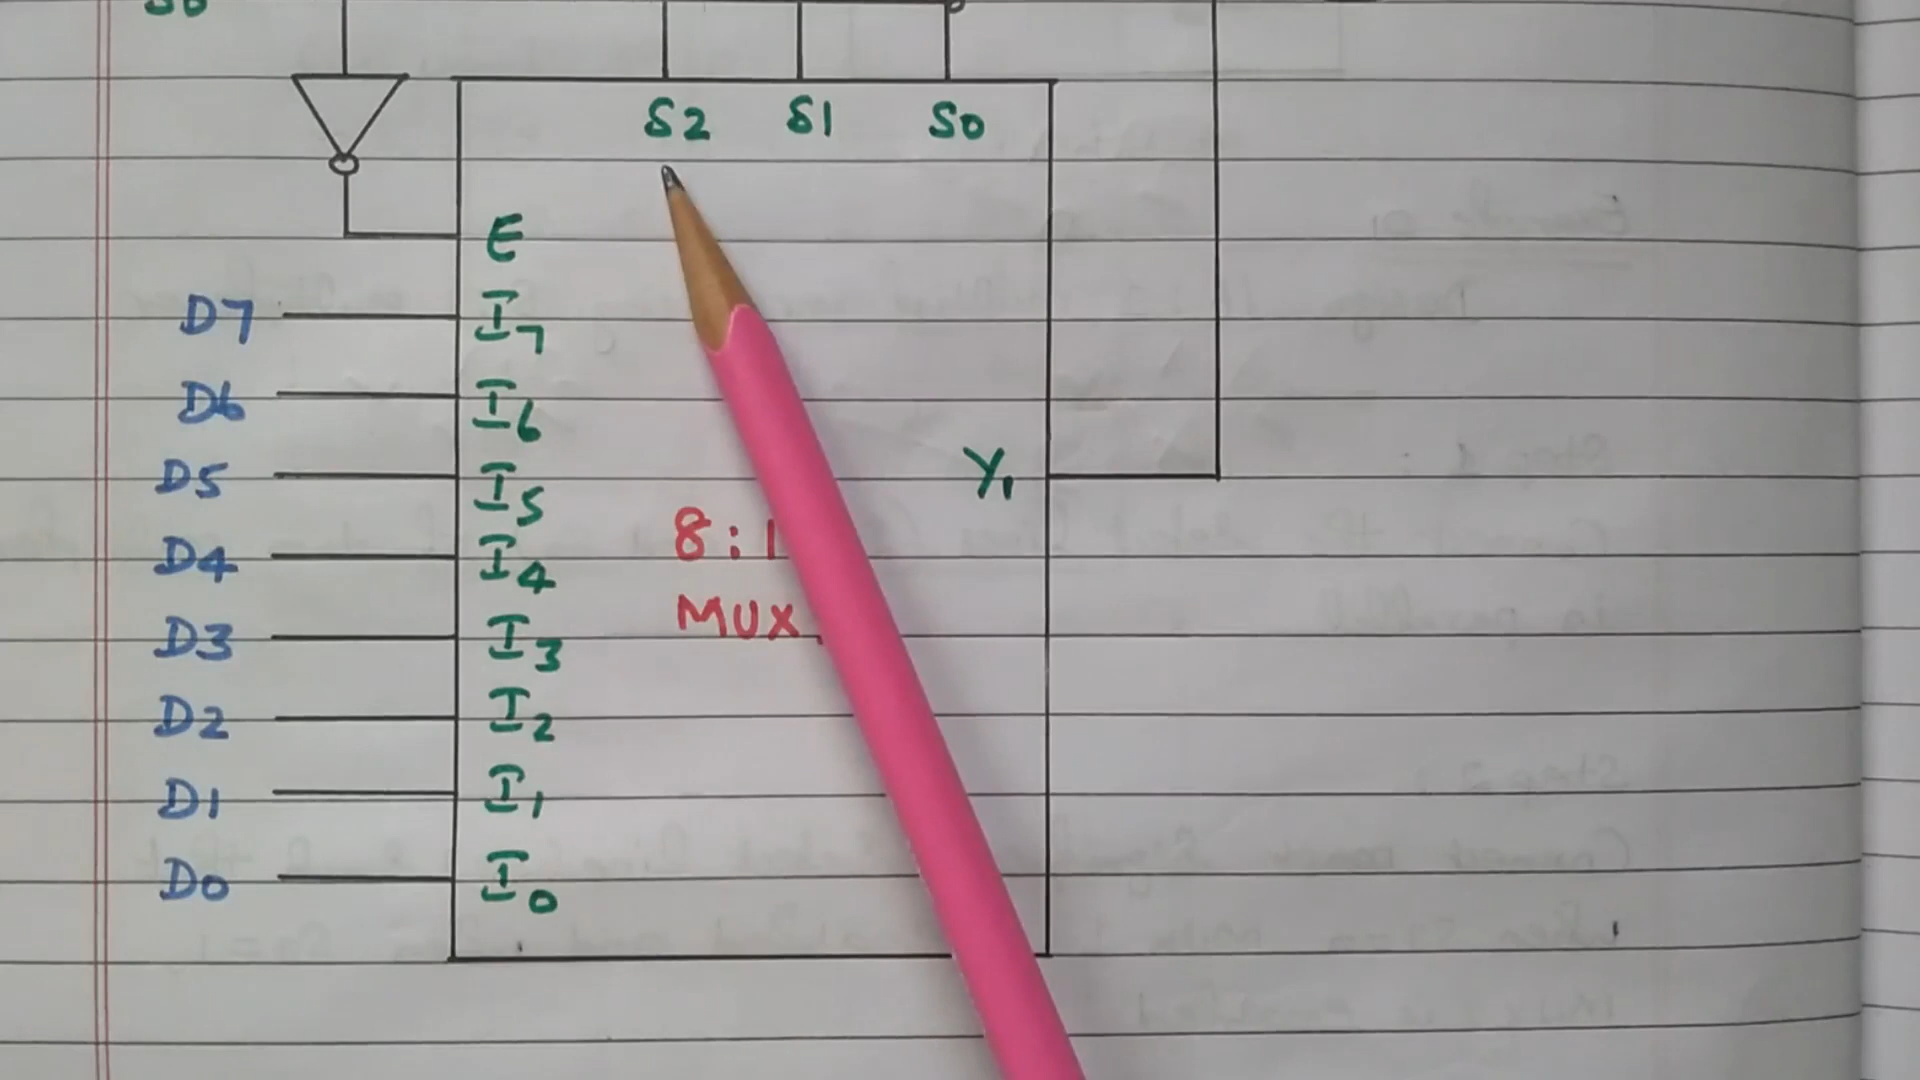 S2 S1 S0
E
D7 I7
D6 I6
D5 I5 Y1
8:1
D4 I4
MUX
D3 I3
D2 I2
D1 I1
D0 I0